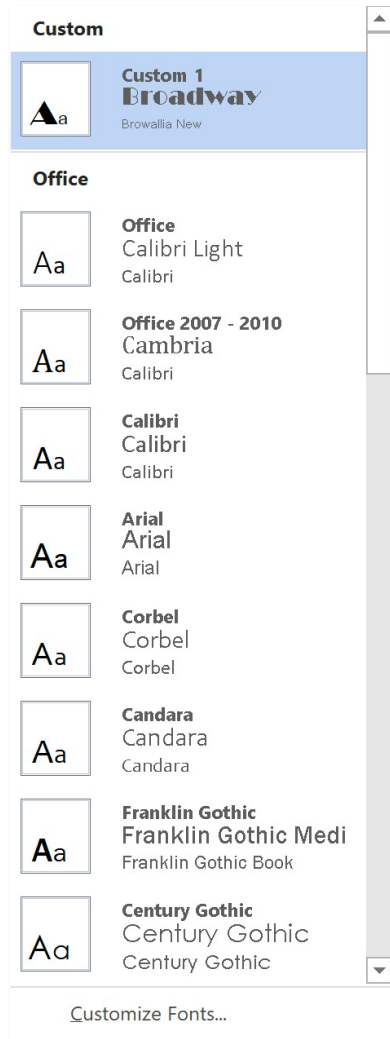 Custom
Aa
Custom 1
Broadway
Browallia New
Office
Aa
Office
Calibri Light
Calibri
Aa
Office 2007 - 2010
Cambria
Calibri
Aa
Calibri
Calibri
Calibri
Aa
Arial
Arial
Arial
Aa
Corbel
Corbel
Corbel
Aa
Candara
Candara
Candara
Aa
Franklin Gothic
Franklin Gothic Medi
Franklin Gothic Book
Aa
Century Gothic
Century Gothic
Century Gothic
Customize Fonts...